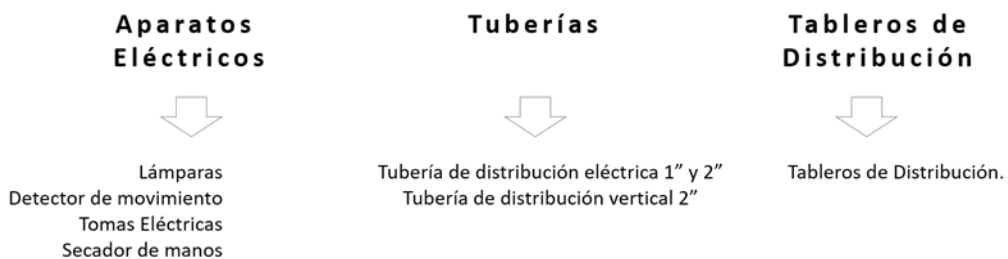 Aparatos
Eléctricos
Lámparas
Detector de movimiento
Tomas Eléctricas
Secador de manos
Tuberías
Tubería de distribución eléctrica 1” y 2”
Tubería de distribución vertical 2”
Tableros de
Distribución
Tableros de Distribución.